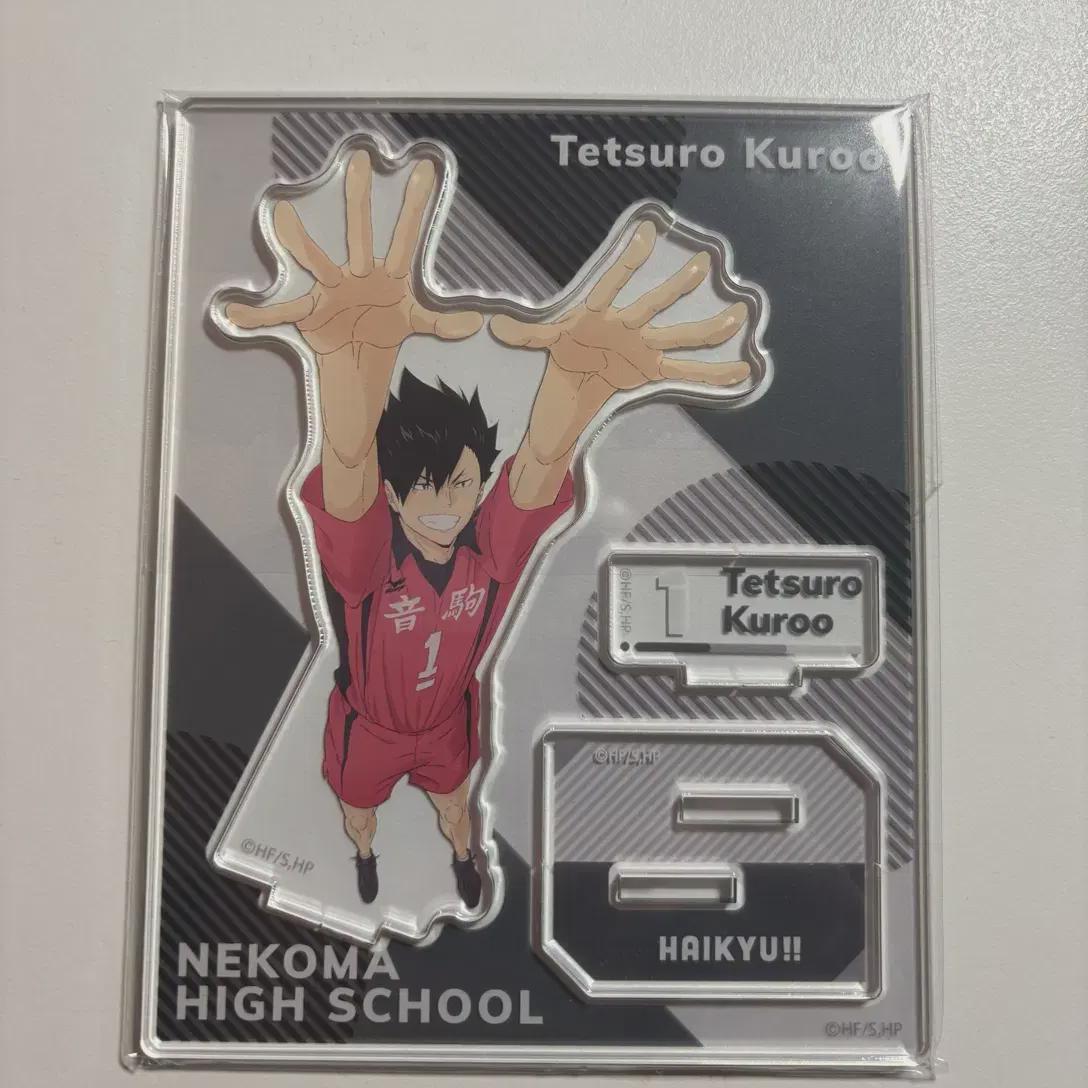 Tetsuro Kuroo
音駒
1
©HF/S,HP
1
Tetsuro
Kuroo
©HF/S,HP
©HF/S,HP
HAIKYU!!
NEKOMA
HIGH SCHOOL
©HF/S,HP